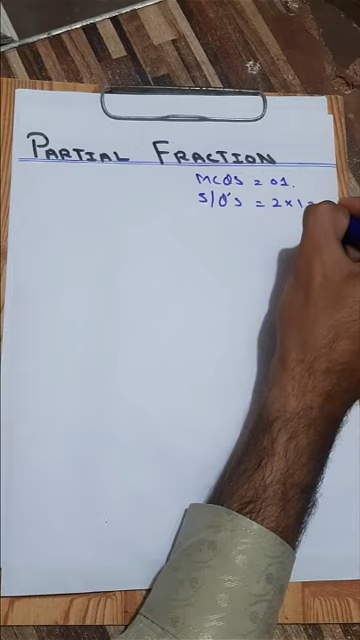 PARTIAL FRACTION
MCQS = 01.
S/Q'S = 2×1=